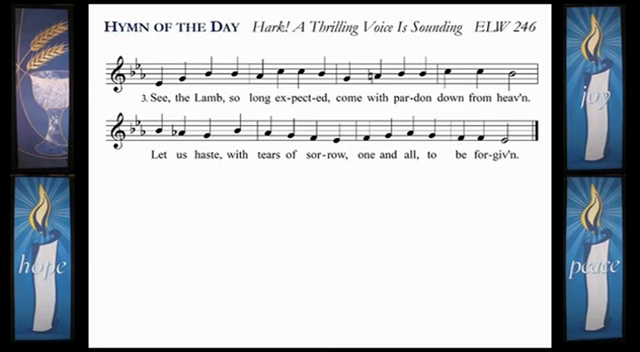 HYMN OF THE DAY Hark! A Thrilling Voice Is Sounding ELW 246
3. See, the Lamb, so long ex-pect-ed, come with par-don down from heav'n.
Let us haste, with tears of sor-row, one and all, to be for-giv'n.
joy
hope
peace